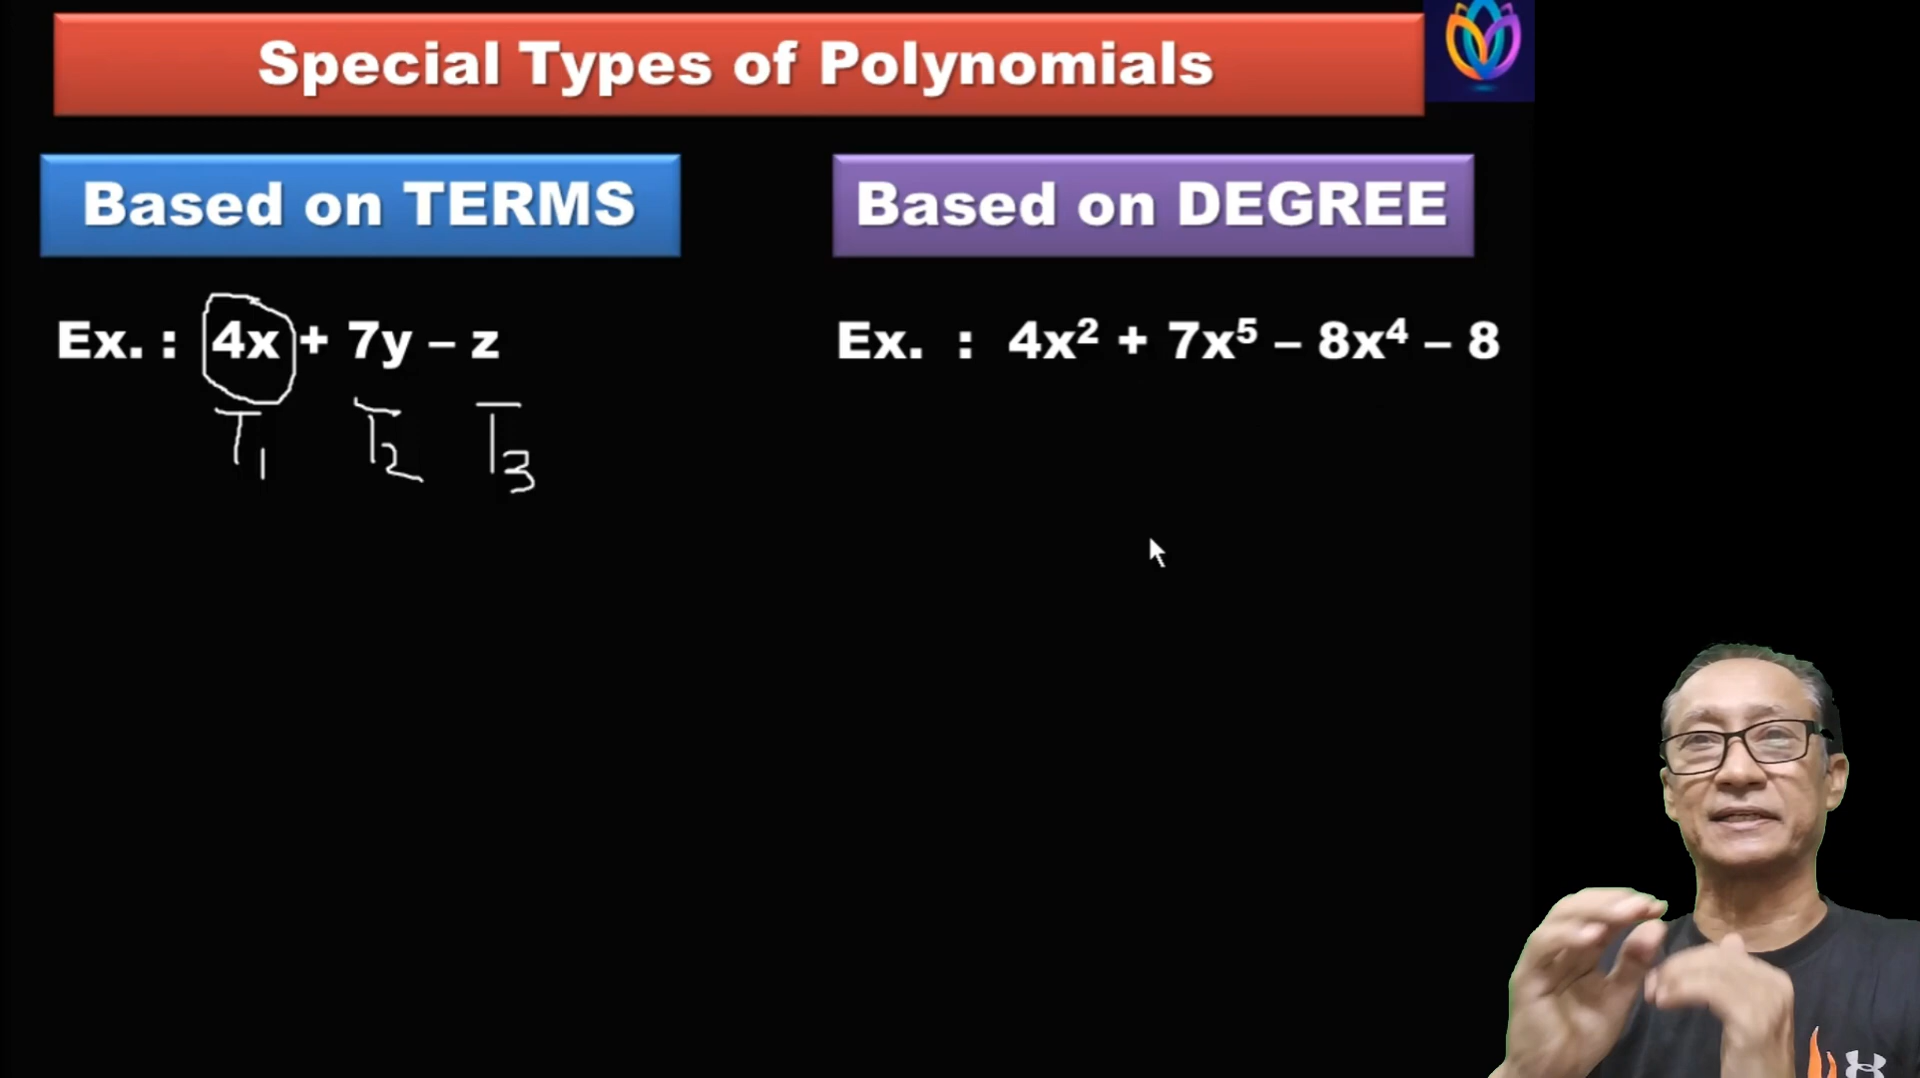 Special Types of Polynomials
Based on TERMS
Based on DEGREE
Ex. : 4x + 7y – z
T1 T2 T3
Ex. : 4x² + 7x⁵ – 8x⁴ – 8